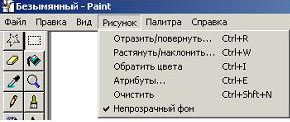 Безымянный - Paint
Файл Правка Вид Рисунок Палитра Справка
Отразить/повернуть... Ctrl+R
Растянуть/наклонить... Ctrl+W
Обратить цвета Ctrl+I
Атрибуты... Ctrl+E
Очистить Ctrl+Shft+N
Непрозрачный фон